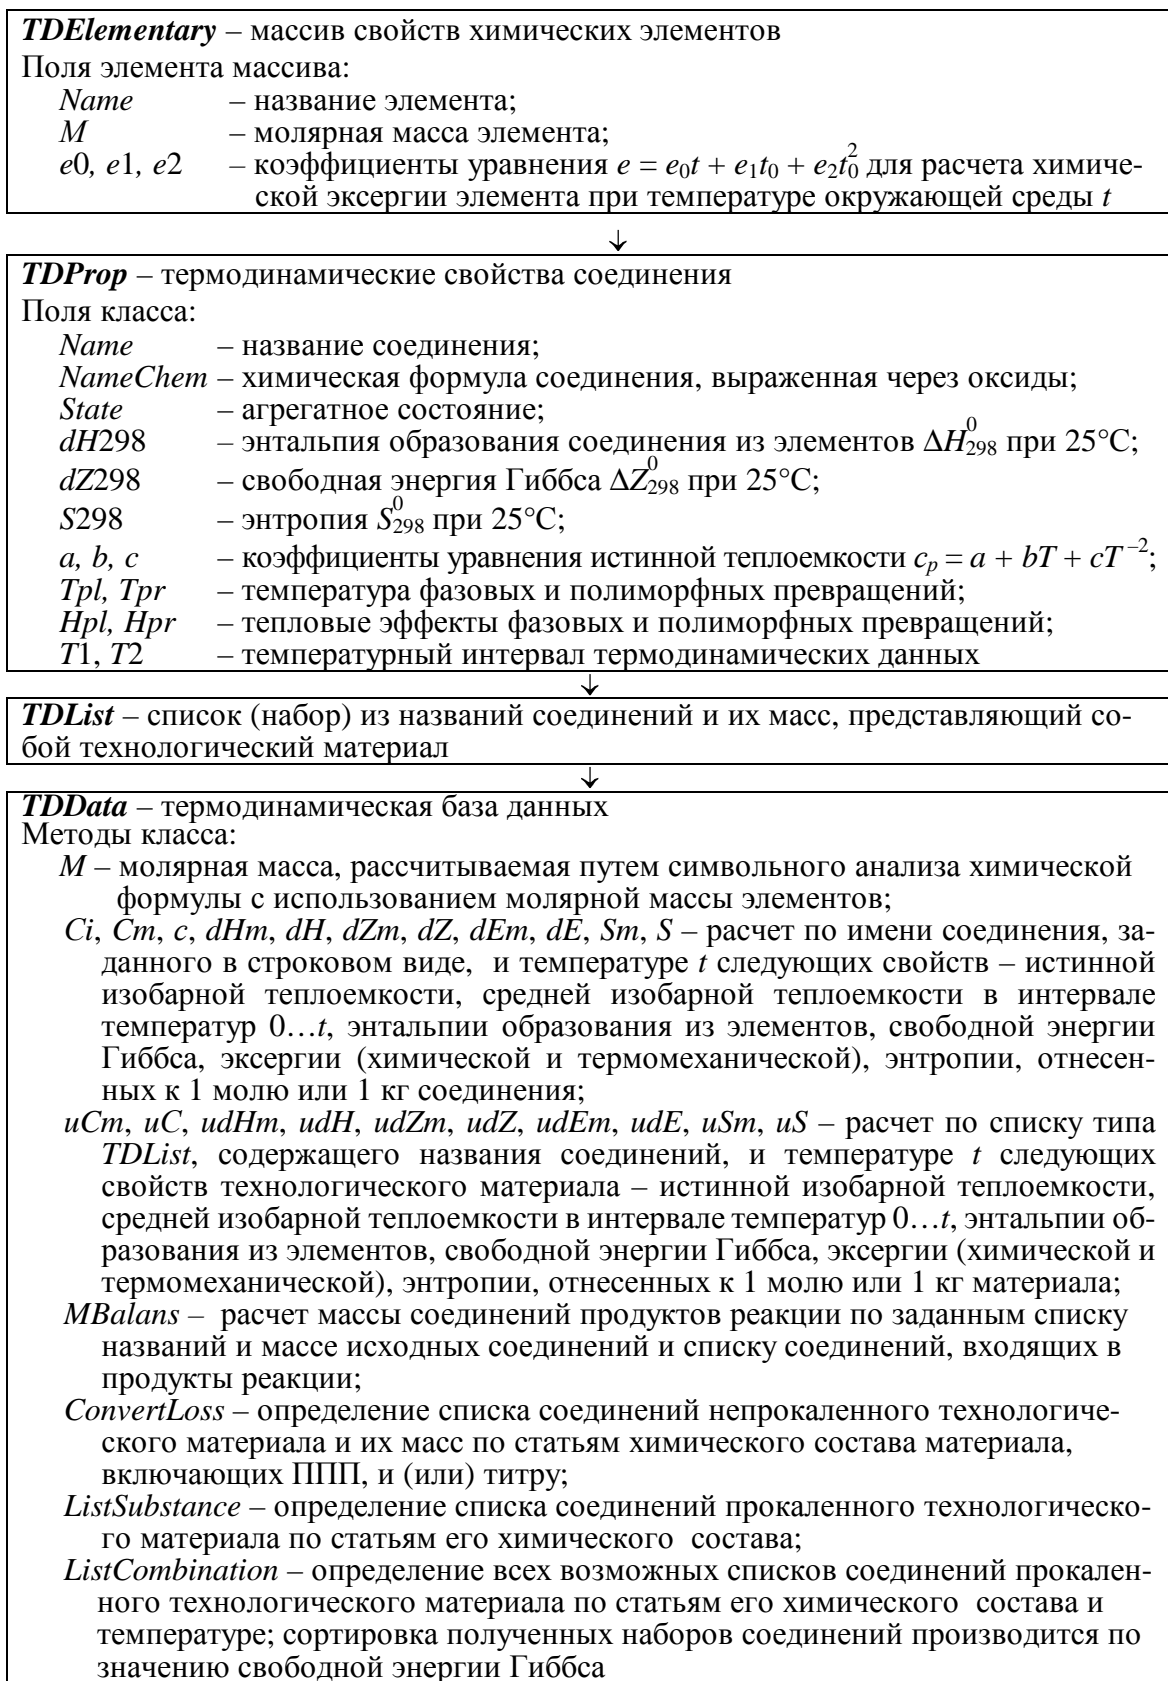 TDElementary – массив свойств химических элементов
Поля элемента массива:
Name – название элемента;
M – молярная масса элемента;
e0, e1, e2 – коэффициенты уравнения e = e₀t + e₁t₀ + e₂t₀² для расчета химиче-
ской эксергии элемента при температуре окружающей среды t
↓
TDProp – термодинамические свойства соединения
Поля класса:
Name – название соединения;
NameChem – химическая формула соединения, выраженная через оксиды;
State – агрегатное состояние;
dH298 – энтальпия образования соединения из элементов ΔH⁰₂₉₈ при 25°С;
dZ298 – свободная энергия Гиббса ΔZ⁰₂₉₈ при 25°С;
S298 – энтропия S⁰₂₉₈ при 25°С;
a, b, c – коэффициенты уравнения истинной теплоемкости cₚ = a + bT + cT⁻²;
Tpl, Tpr – температура фазовых и полиморфных превращений;
Hpl, Hpr – тепловые эффекты фазовых и полиморфных превращений;
T1, T2 – температурный интервал термодинамических данных
↓
TDList – список (набор) из названий соединений и их масс, представляющий со-
бой технологический материал
↓
TDData – термодинамическая база данных
Методы класса:
M – молярная масса, рассчитываемая путем символьного анализа химической
формулы с использованием молярной массы элементов;
Ci, Cm, c, dHm, dH, dZm, dZ, dEm, dE, Sm, S – расчет по имени соединения, за-
данного в строковом виде, и температуре t следующих свойств – истинной
изобарной теплоемкости, средней изобарной теплоемкости в интервале
температур 0…t, энтальпии образования из элементов, свободной энергии
Гиббса, эксергии (химической и термомеханической), энтропии, отнесен-
ных к 1 молю или 1 кг соединения;
uCm, uC, udHm, udH, udZm, udZ, udEm, udE, uSm, uS – расчет по списку типа
TDList, содержащего названия соединений, и температуре t следующих
свойств технологического материала – истинной изобарной теплоемкости,
средней изобарной теплоемкости в интервале температур 0…t, энтальпии об-
разования из элементов, свободной энергии Гиббса, эксергии (химической и
термомеханической), энтропии, отнесенных к 1 молю или 1 кг материала;
MBalans – расчет массы соединений продуктов реакции по заданным списку
названий и массе исходных соединений и списку соединений, входящих в
продукты реакции;
ConvertLoss – определение списка соединений непрокаленного технологиче-
ского материала и их масс по статьям химического состава материала,
включающих ППП, и (или) титру;
ListSubstance – определение списка соединений прокаленного технологическо-
го материала по статьям его химического состава;
ListCombination – определение всех возможных списков соединений прокален-
ного технологического материала по статьям его химического состава и
температуре; сортировка полученных наборов соединений производится по
значению свободной энергии Гиббса